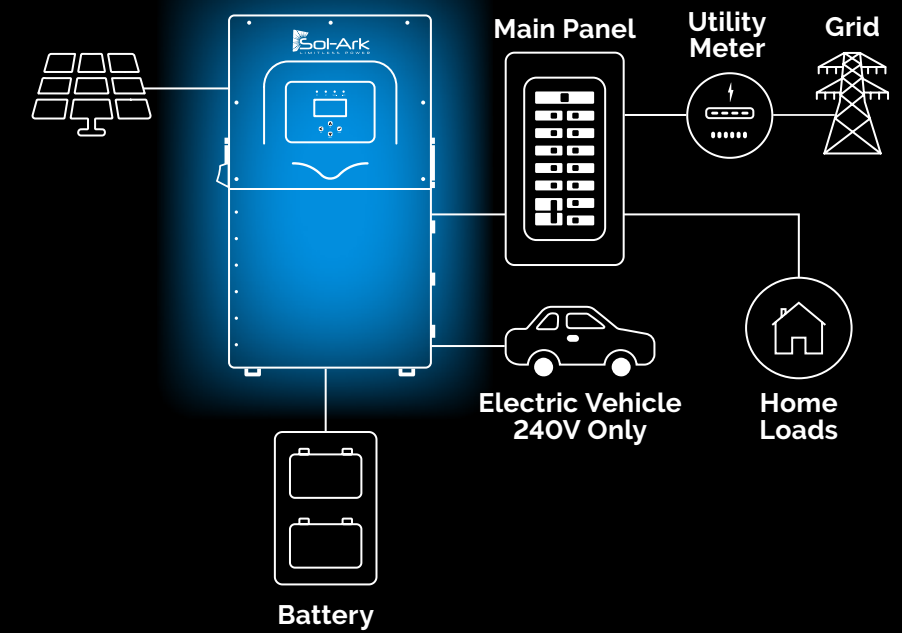 Sol-Ark
LIMITLESS POWER
Main Panel
Utility
Meter
Grid
Electric Vehicle
240V Only
Home
Loads
Battery